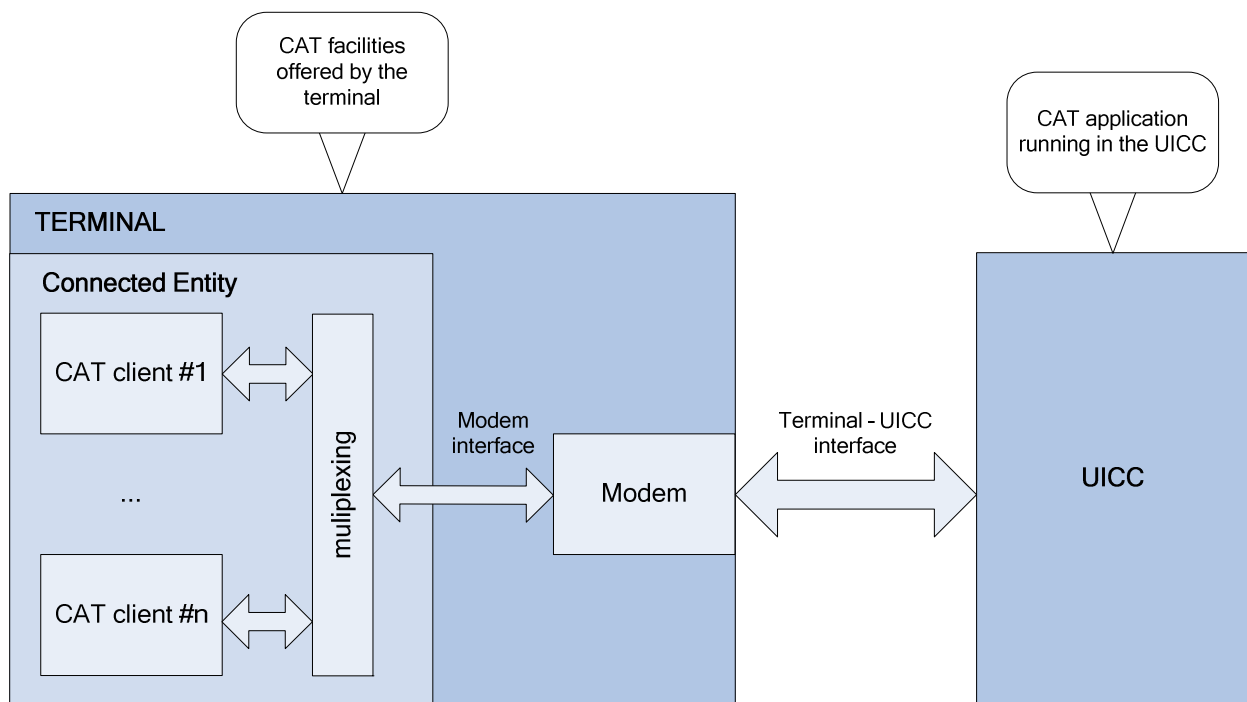 CAT facilities
offered by the
terminal
CAT application
running in the UICC
TERMINAL
Connected Entity
CAT client #1
...
CAT client #n
muliplexing
Modem
interface
Modem
Terminal - UICC
interface
UICC